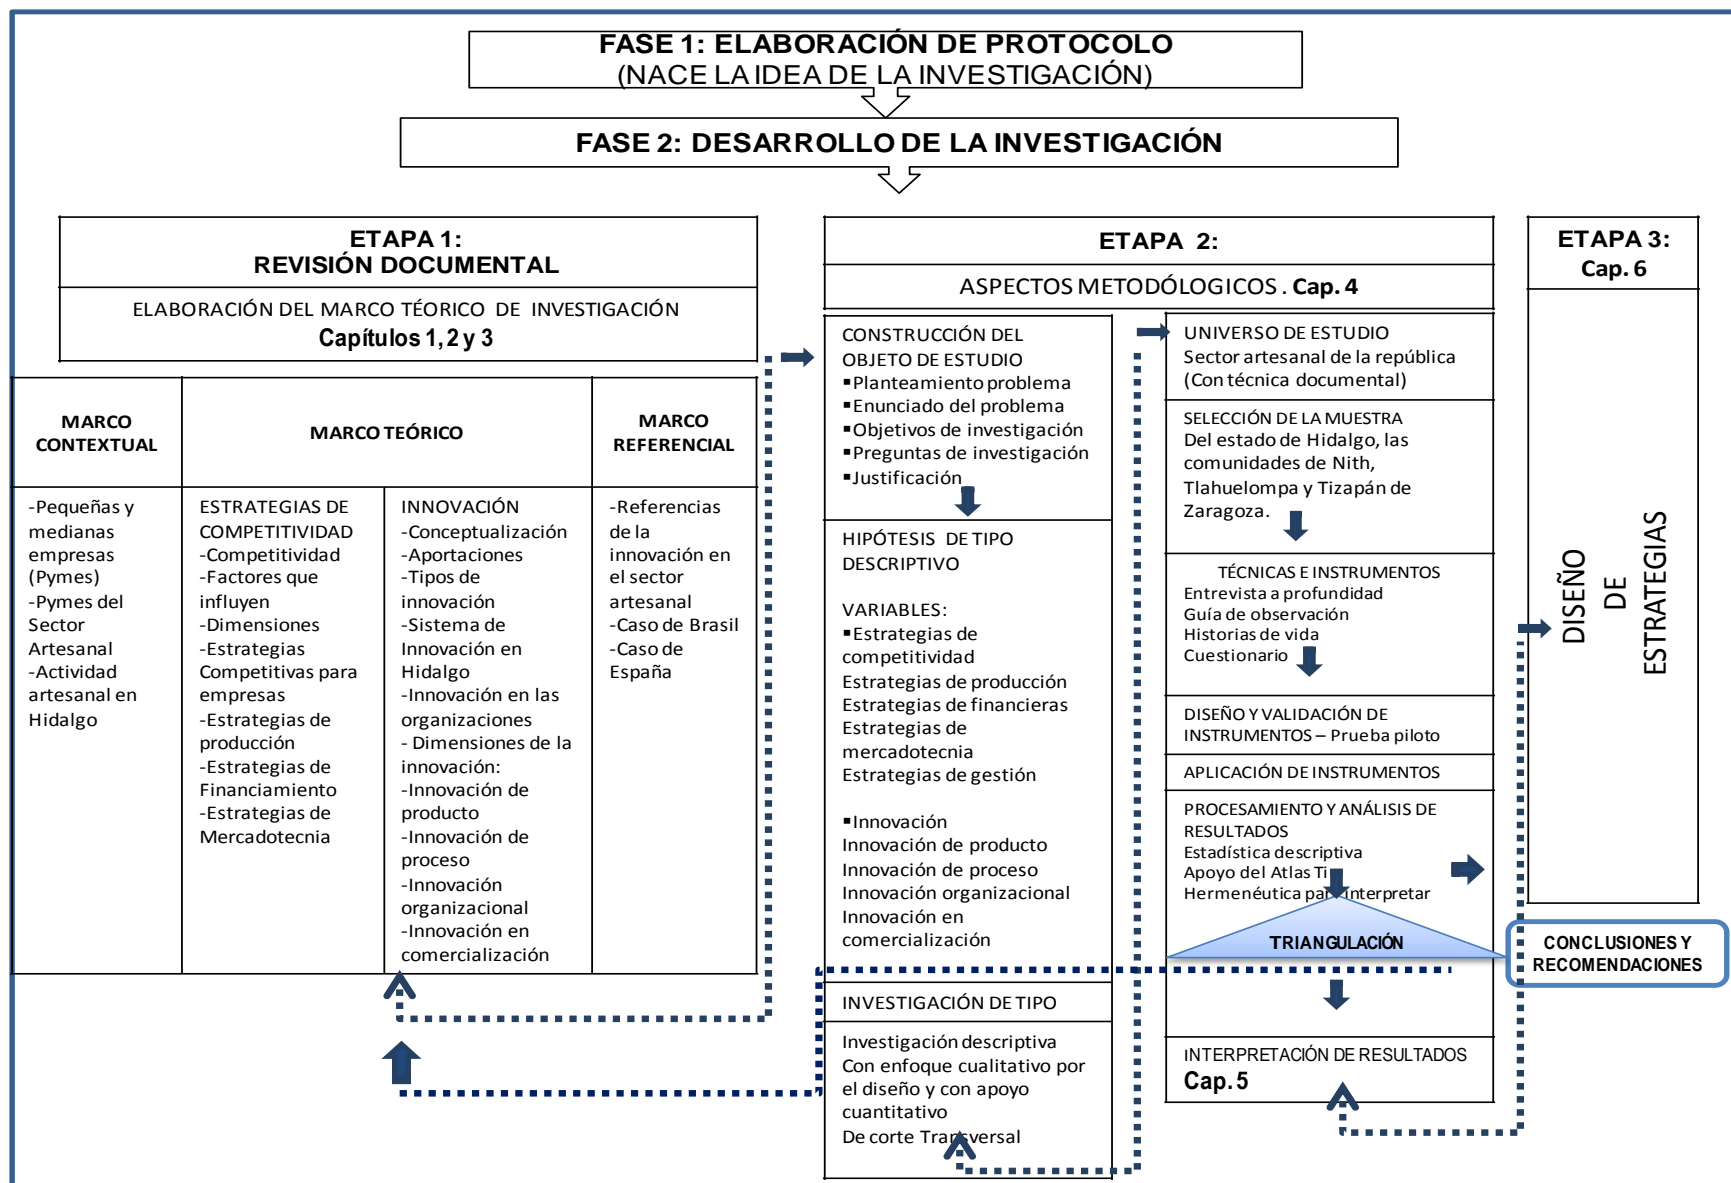 FASE 1: ELABORACIÓN DE PROTOCOLO
(NACE LA IDEA DE LA INVESTIGACIÓN)
FASE 2: DESARROLLO DE LA INVESTIGACIÓN
ETAPA 1:
REVISIÓN DOCUMENTAL
ELABORACIÓN DEL MARCO TÉORICO DE INVESTIGACIÓN
Capítulos 1, 2 y 3
MARCO
CONTEXTUAL
MARCO TEÓRICO
MARCO
REFERENCIAL
-Pequeñas y
medianas
empresas
(Pymes)
-Pymes del
Sector
Artesanal
-Actividad
artesanal en
Hidalgo
ESTRATEGIAS DE
COMPETITIVIDAD
-Competitividad
-Factores que
influyen
-Dimensiones
-Estrategias
Competitivas para
empresas
-Estrategias de
producción
-Estrategias de
Financiamiento
-Estrategias de
Mercadotecnia
INNOVACIÓN
-Conceptualización
-Aportaciones
-Tipos de
innovación
-Sistema de
Innovación en
Hidalgo
-Innovación en las
organizaciones
- Dimensiones de la
innovación:
-Innovación de
producto
-Innovación de
proceso
-Innovación
organizacional
-Innovación en
comercialización
-Referencias
de la
innovación en
el sector
artesanal
-Caso de Brasil
-Caso de
España
ETAPA 2:
ASPECTOS METODÓLOGICOS . Cap. 4
CONSTRUCCIÓN DEL
OBJETO DE ESTUDIO
▪Planteamiento problema
▪Enunciado del problema
▪Objetivos de investigación
▪Preguntas de investigación
▪Justificación
HIPÓTESIS DE TIPO
DESCRIPTIVO
VARIABLES:
▪Estrategias de
competitividad
Estrategias de producción
Estrategias de financieras
Estrategias de
mercadotecnia
Estrategias de gestión
▪Innovación
Innovación de producto
Innovación de proceso
Innovación organizacional
Innovación en
comercialización
INVESTIGACIÓN DE TIPO
Investigación descriptiva
Con enfoque cualitativo por
el diseño y con apoyo
cuantitativo
De corte Transversal
UNIVERSO DE ESTUDIO
Sector artesanal de la república
(Con técnica documental)
SELECCIÓN DE LA MUESTRA
Del estado de Hidalgo, las
comunidades de Nith,
Tlahuelompa y Tizapán de
Zaragoza.
TÉCNICAS E INSTRUMENTOS
Entrevista a profundidad
Guía de observación
Historias de vida
Cuestionario
DISEÑO Y VALIDACIÓN DE
INSTRUMENTOS – Prueba piloto
APLICACIÓN DE INSTRUMENTOS
PROCESAMIENTO Y ANÁLISIS DE
RESULTADOS
Estadística descriptiva
Apoyo del Atlas Ti
Hermenéutica para interpretar
TRIANGULACIÓN
INTERPRETACIÓN DE RESULTADOS
Cap. 5
ETAPA 3:
Cap. 6
DISEÑO
DE
ESTRATEGIAS
CONCLUSIONES Y
RECOMENDACIONES